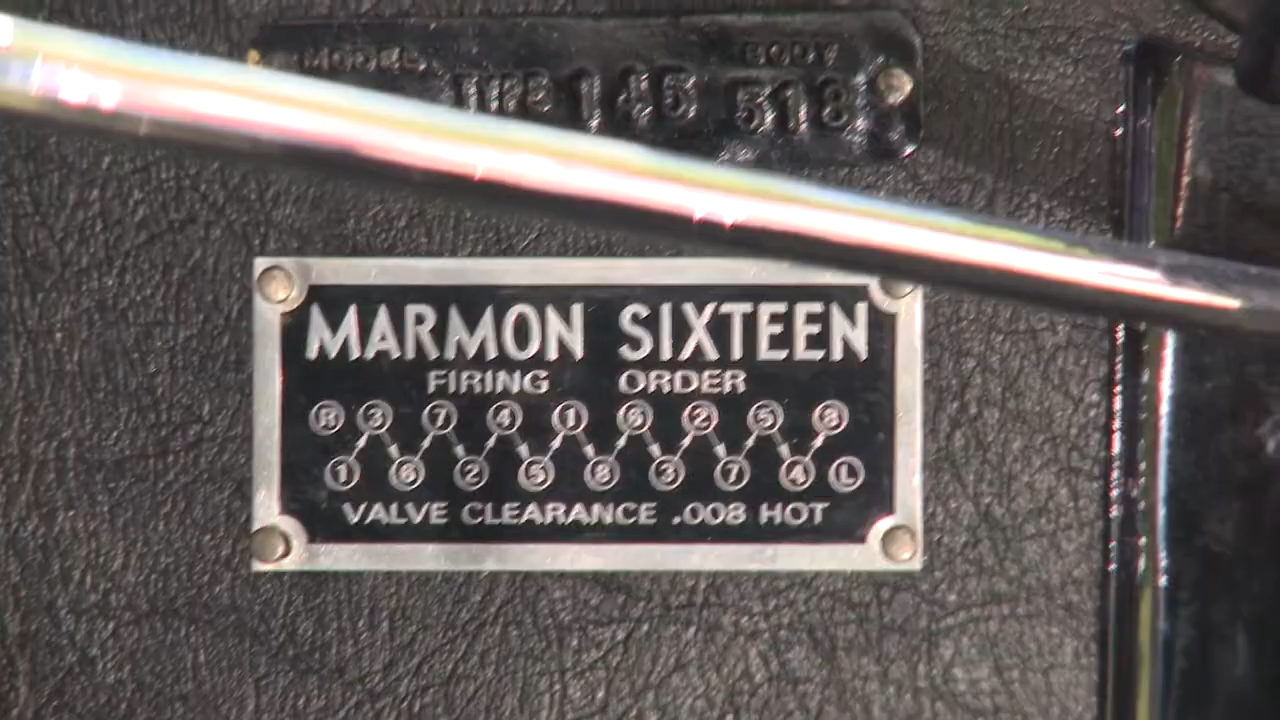 MODEL BODY
TYPE 145 518
MARMON SIXTEEN
FIRING ORDER
R 3 7 4 1 6 2 5 8
1 6 2 5 8 3 7 4 L
VALVE CLEARANCE .008 HOT